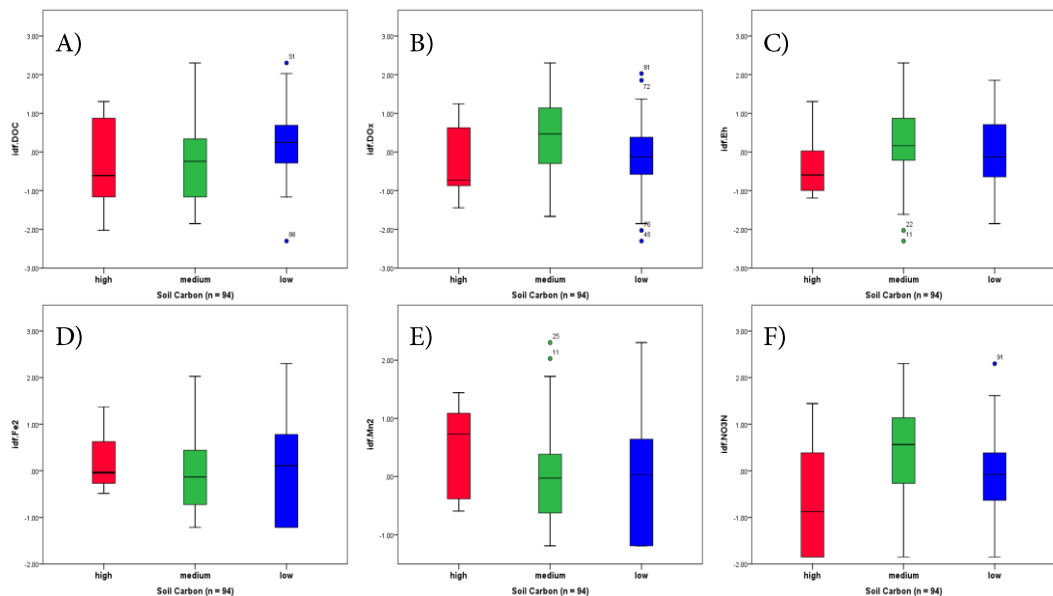 A)
idf.DOC
3.00
2.00
1.00
.00
-1.00
-2.00
-3.00
51
86
high medium low
Soil Carbon (n = 94)
B)
idf.DOx
3.00
2.00
1.00
.00
-1.00
-2.00
-3.00
81
72
76
45
high medium low
Soil Carbon (n = 94)
C)
idf.Eh
3.00
2.00
1.00
.00
-1.00
-2.00
-3.00
22
11
high medium low
Soil Carbon (n = 94)
D)
idf.Fe2
3.00
2.00
1.00
.00
-1.00
-2.00
high medium low
Soil Carbon (n = 94)
E)
idf.Mn2
2.00
1.00
.00
-1.00
25
11
high medium low
Soil Carbon (n = 94)
F)
idf.NO3N
3.00
2.00
1.00
.00
-1.00
-2.00
91
high medium low
Soil Carbon (n = 94)